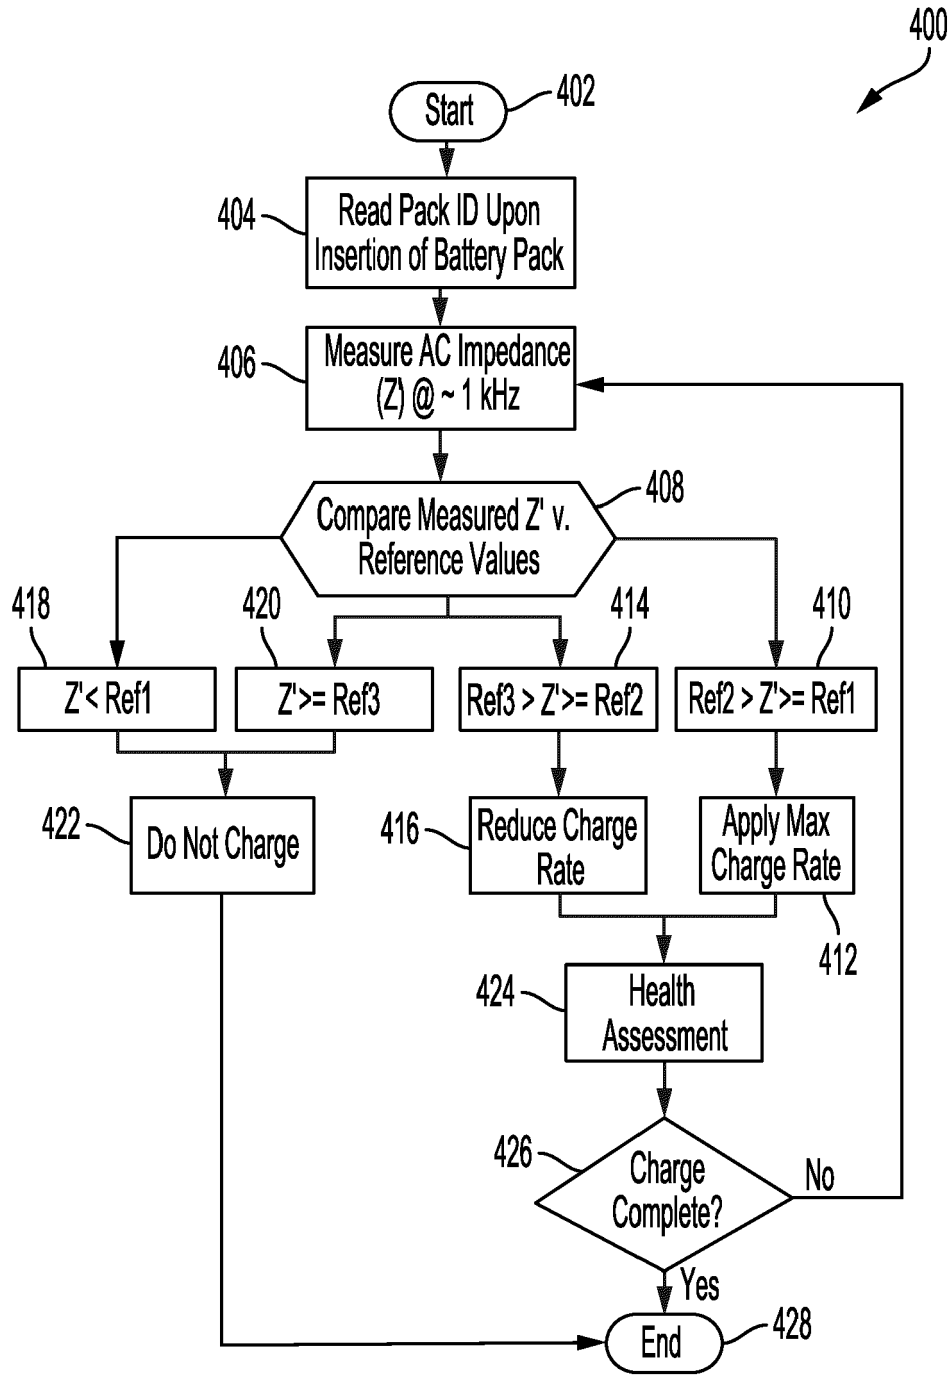 400
Start
402
404
Read Pack ID Upon
Insertion of Battery Pack
406
Measure AC Impedance
(Z') @ ~ 1 kHz
408
Compare Measured Z' v.
Reference Values
418
420
414
410
Z'< Ref1
Z'>= Ref3
Ref3 > Z'>= Ref2
Ref2 > Z'>= Ref1
422
Do Not Charge
416
Reduce Charge
Rate
Apply Max
Charge Rate
412
424
Health
Assessment
426
Charge
Complete?
No
Yes
End
428